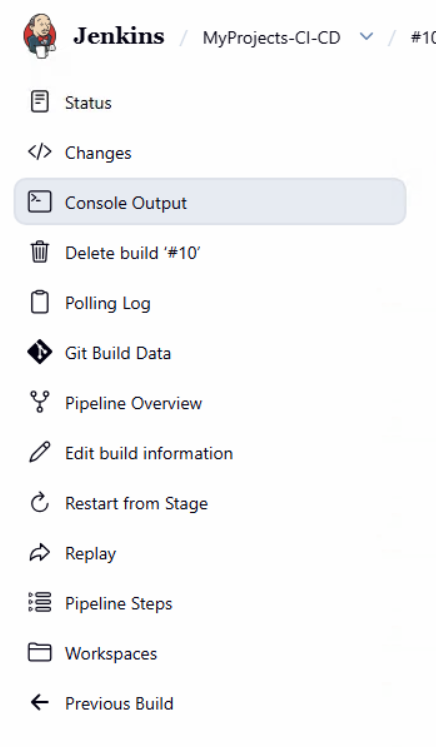 Jenkins / MyProjects-CI-CD / #10
Status
Changes
Console Output
Delete build ‘#10’
Polling Log
Git Build Data
Pipeline Overview
Edit build information
Restart from Stage
Replay
Pipeline Steps
Workspaces
Previous Build